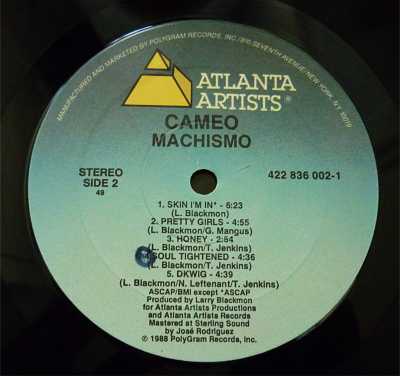 MANUFACTURED AND MARKETED BY POLYGRAM RECORDS, INC./810 SEVENTH AVENUE/NEW YORK, NY 10019
ATLANTA
ARTISTS®
CAMEO
MACHISMO
STEREO
SIDE 2
49
422 836 002-1
1. SKIN I'M IN* - 5:23
(L. Blackmon)
2. PRETTY GIRLS - 4:55
(L. Blackmon/G. Mangus)
3. HONEY - 2:54
(L. Blackmon/T. Jenkins)
SOUL TIGHTENED - 4:36
(L. Blackmon/T. Jenkins)
5. DKWIG - 4:39
(L. Blackmon/N. Leftenant/T. Jenkins)
ASCAP/BMI except *ASCAP
Produced by Larry Blackmon
for Atlanta Artists Productions
and Atlanta Artists Records
Mastered at Sterling Sound
by José Rodriguez
℗ 1988 PolyGram Records, Inc.